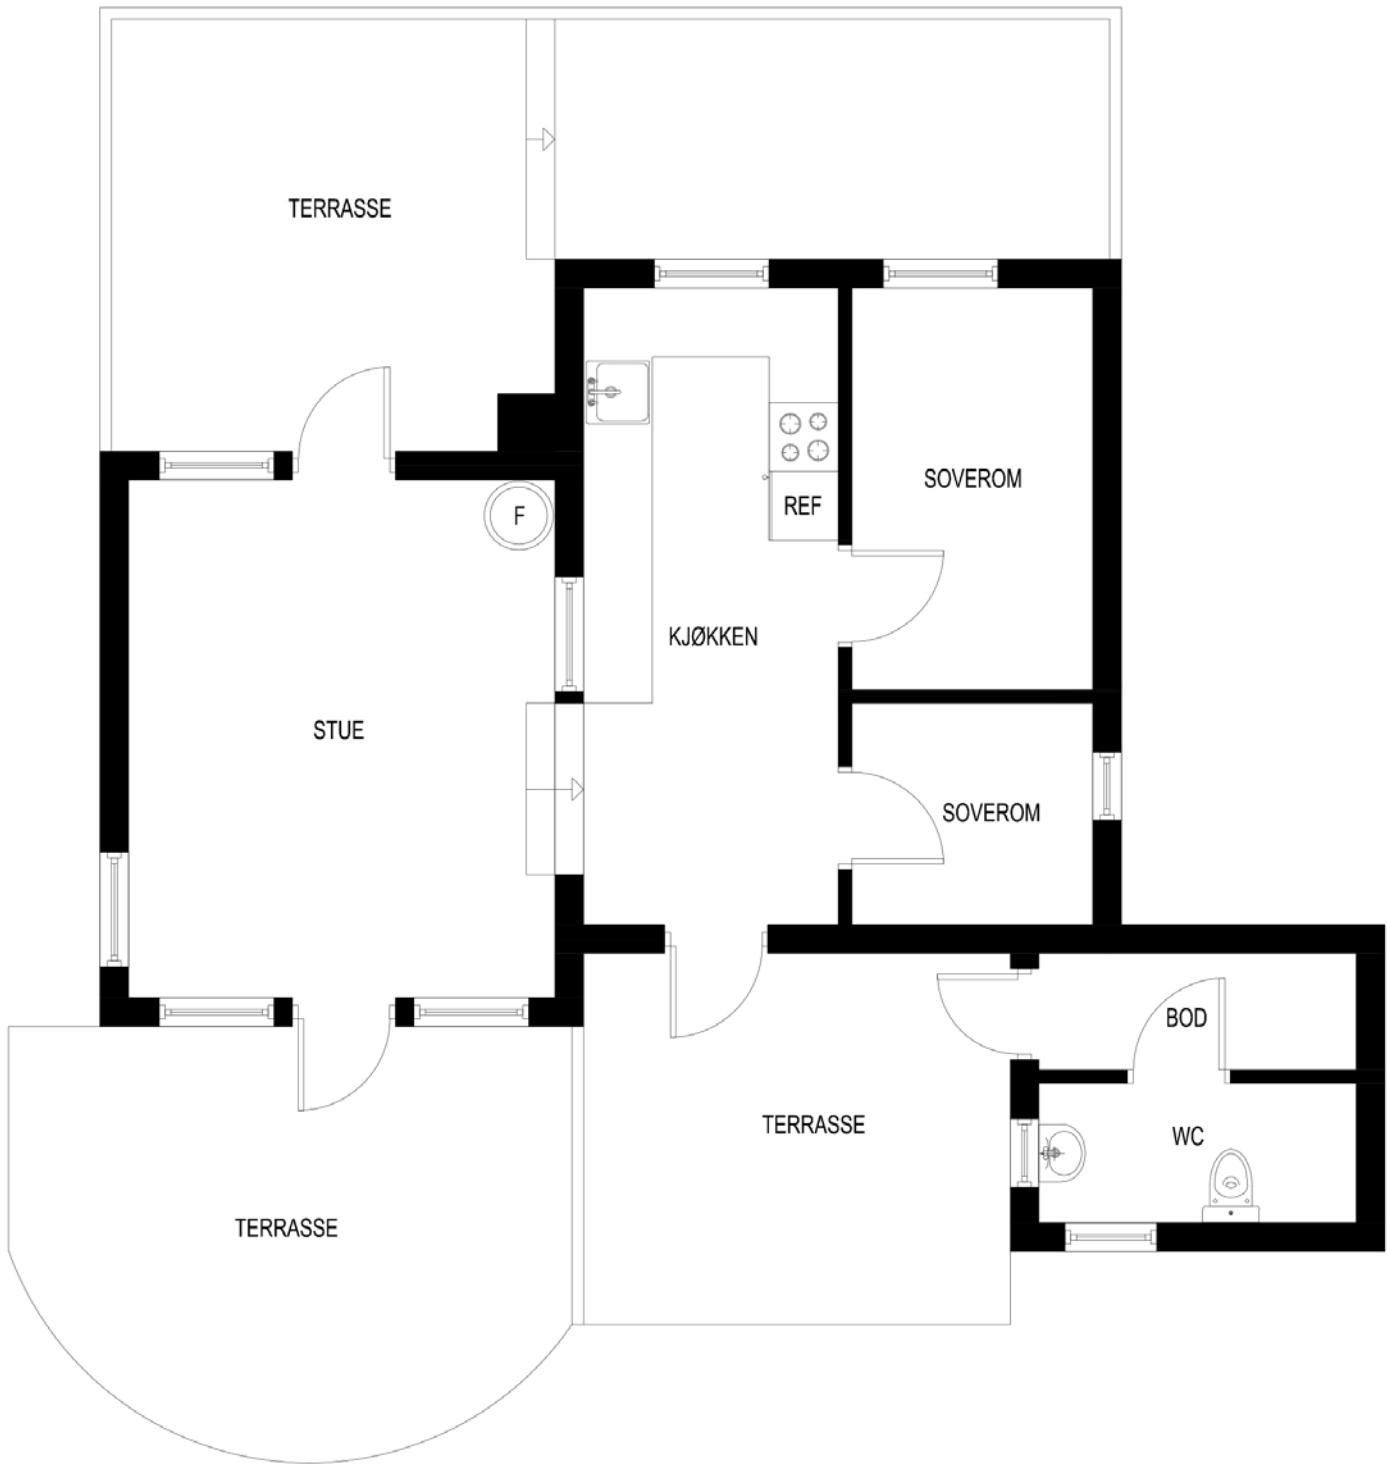 TERRASSE
SOVEROM
REF
F
KJØKKEN
STUE
SOVEROM
BOD
TERRASSE
WC
TERRASSE